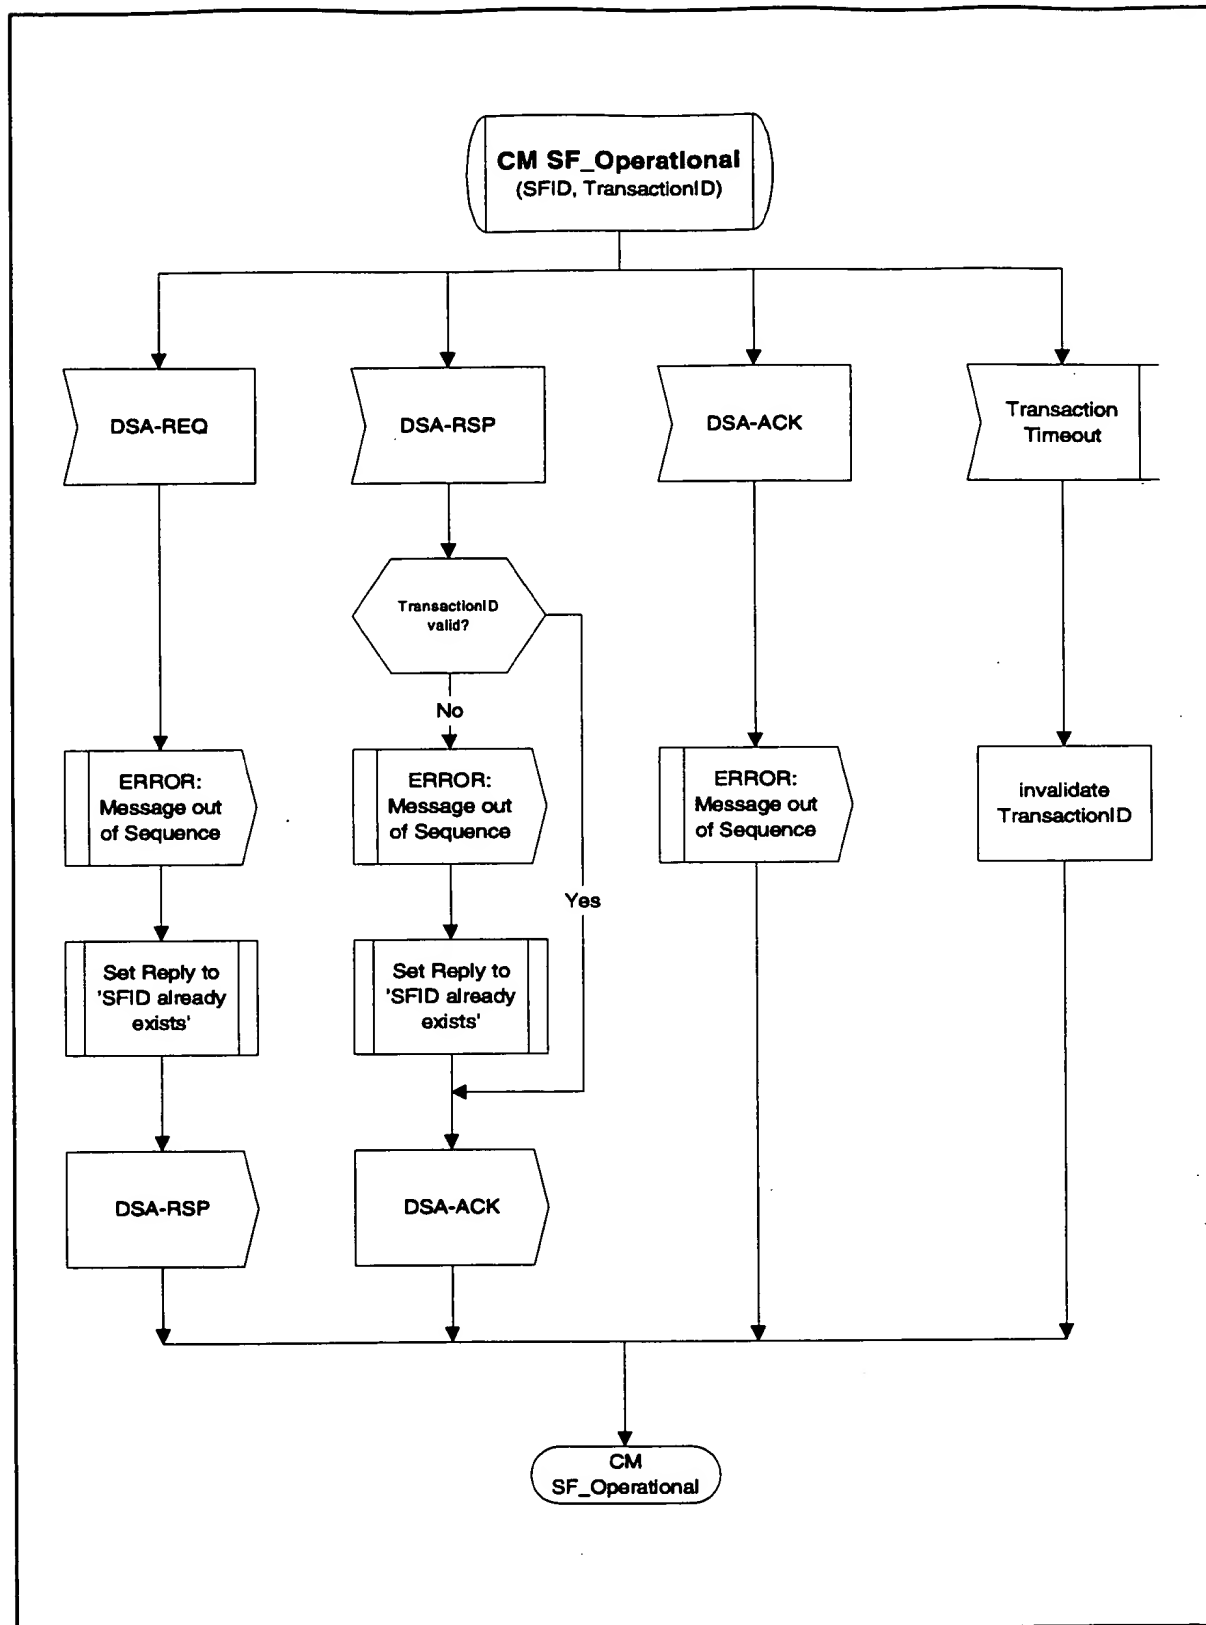 CM SF_Operational
(SFID, TransactionID)
DSA-REQ
DSA-RSP
DSA-ACK
Transaction
Timeout
TransactionID
valid?
No
ERROR:
Message out
of Sequence
ERROR:
Message out
of Sequence
ERROR:
Message out
of Sequence
invalidate
TransactionID
Yes
Set Reply to
'SFID already
exists'
Set Reply to
'SFID already
exists'
DSA-RSP
DSA-ACK
CM
SF_Operational